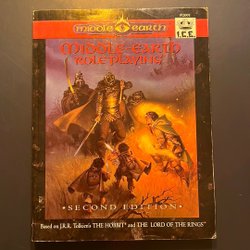 MIDDLE-EARTH
I.C.E.
MIDDLE-EARTH
ROLE PLAYING
• SECOND EDITION •
Based on J.R.R. Tolkien's THE HOBBIT and THE LORD OF THE RINGS